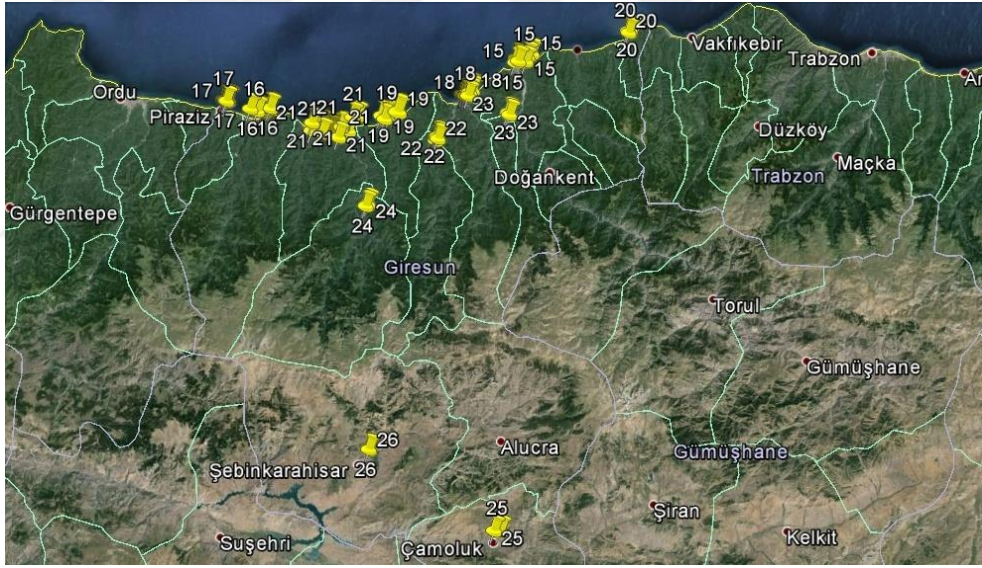 20
20
20
15
15
15
15
15
Vakfıkebir
Trabzon
Ar
Ordu
17
17
17
16
16
16
Piraziz
21
21
21
21
21
21
21
19
19
19
19
18
18
18
23
23
23
22
22
22
Düzköy
Maçka
Trabzon
Doğankent
Gürgentepe
24
24
Giresun
Torul
Gümüşhane
26
26
Şebinkarahisar
Alucra
Gümüşhane
25
25
Çamoluk
Suşehri
Şiran
Kelkit